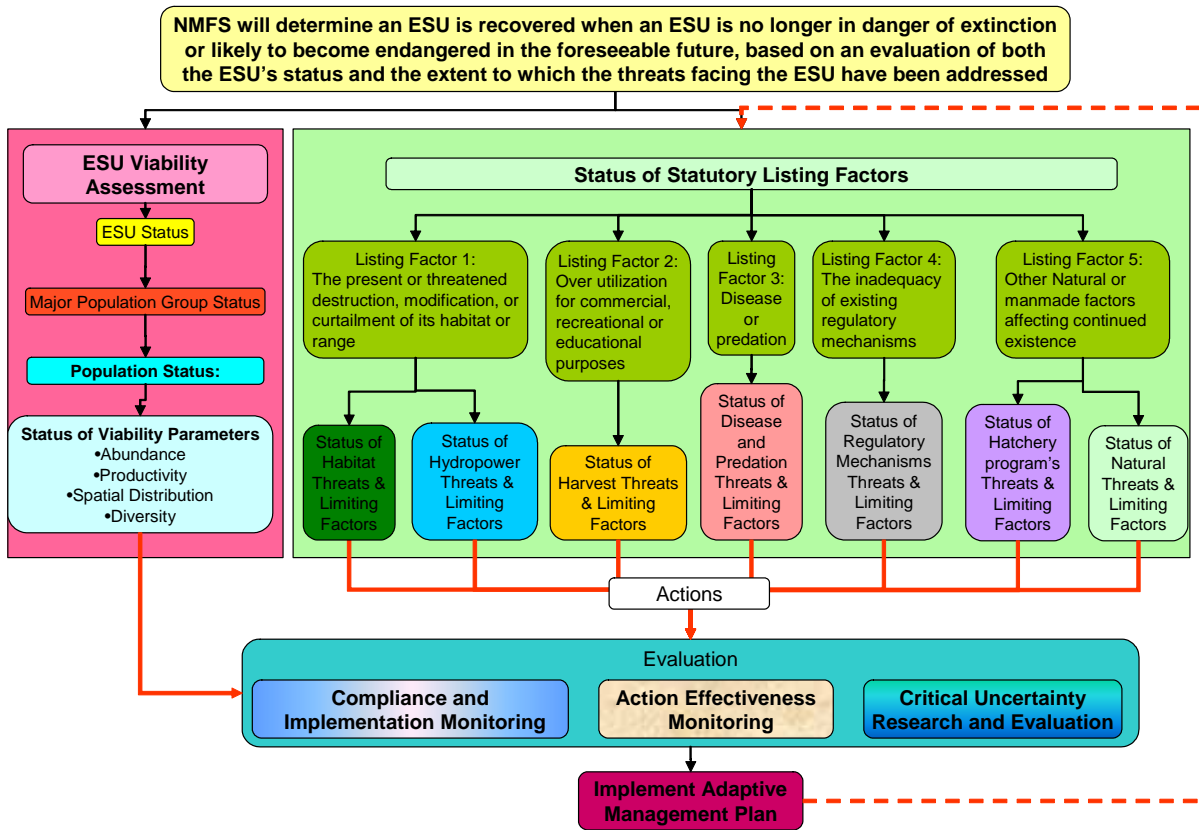 NMFS will determine an ESU is recovered when an ESU is no longer in danger of extinction
or likely to become endangered in the foreseeable future, based on an evaluation of both
the ESU's status and the extent to which the threats facing the ESU have been addressed
ESU Viability
Assessment
ESU Status
Major Population Group Status
Population Status:
Status of Viability Parameters
•Abundance
•Productivity
•Spatial Distribution
•Diversity
Status of Statutory Listing Factors
Listing Factor 1:
The present or threatened
destruction, modification, or
curtailment of its habitat or
range
Listing Factor 2:
Over utilization
for commercial,
recreational or
educational
purposes
Listing
Factor 3:
Disease
or
predation
Listing Factor 4:
The inadequacy
of existing
regulatory
mechanisms
Listing Factor 5:
Other Natural or
manmade factors
affecting continued
existence
Status of
Habitat
Threats &
Limiting
Factors
Status of
Hydropower
Threats &
Limiting
Factors
Status of
Harvest Threats
& Limiting
Factors
Status of
Disease
and
Predation
Threats &
Limiting
Factors
Status of
Regulatory
Mechanisms
Threats &
Limiting
Factors
Status of
Hatchery
program's
Threats &
Limiting
Factors
Status of
Natural
Threats &
Limiting
Factors
Actions
Evaluation
Compliance and
Implementation Monitoring
Action Effectiveness
Monitoring
Critical Uncertainty
Research and Evaluation
Implement Adaptive
Management Plan